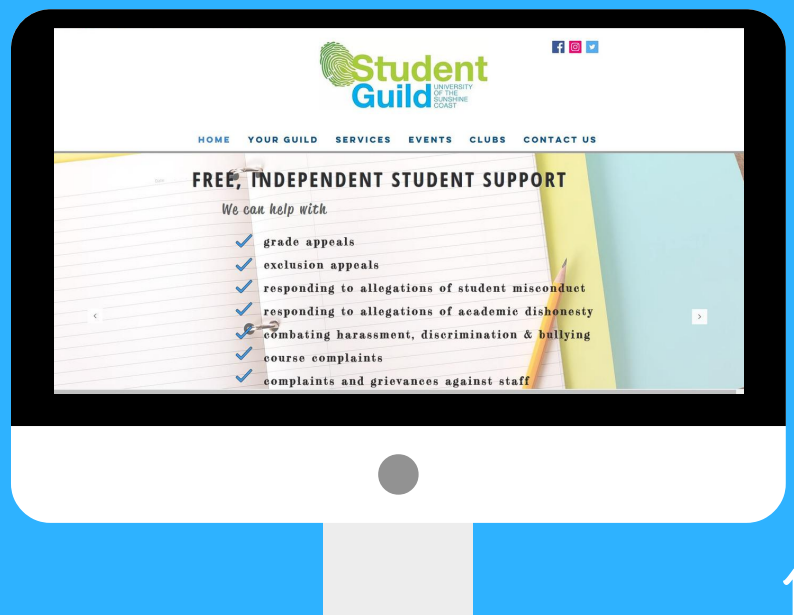 Student
Guild UNIVERSITY OF THE SUNSHINE COAST
HOME YOUR GUILD SERVICES EVENTS CLUBS CONTACT US
FREE, INDEPENDENT STUDENT SUPPORT
We can help with
grade appeals
exclusion appeals
responding to allegations of student misconduct
responding to allegations of academic dishonesty
combating harassment, discrimination & bullying
course complaints
complaints and grievances against staff